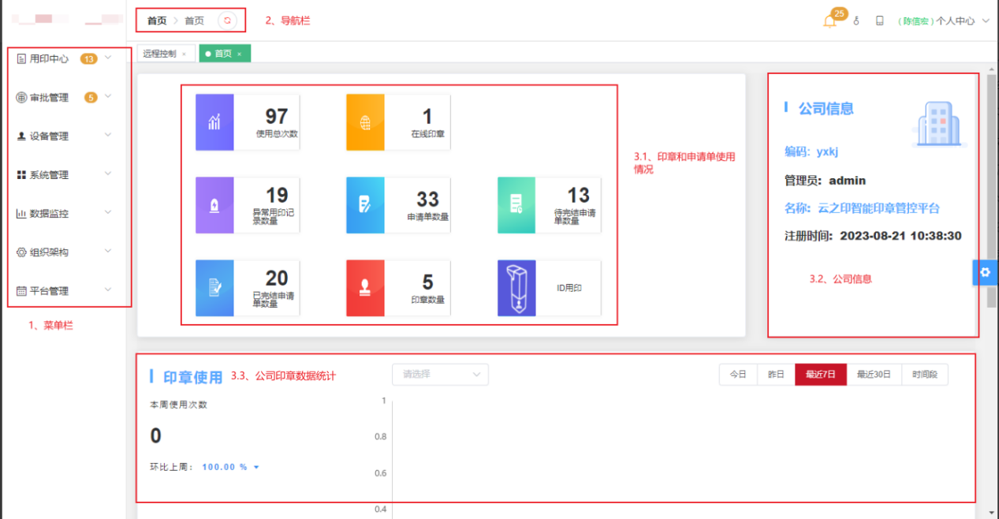 首页 > 首页
2、导航栏
25
(陈信宏) 个人中心
用印中心 13
审批管理 5
设备管理
系统管理
数据监控
组织架构
平台管理
1、菜单栏
远程控制 ×
首页 ×
97
使用总次数
1
在线印章
19
异常用印记
录数量
33
申请单数量
13
待完结申请
单数量
20
已完结申请
单数量
5
印章数量
ID用印
3.1、印章和申请单使用
情况
公司信息
编码: yxkj
管理员: admin
名称: 云之印智能印章管控平台
注册时间: 2023-08-21 10:38:30
3.2、公司信息
印章使用
3.3、公司印章数据统计
请选择
今日
昨日
最近7日
最近30日
时间段
本周使用次数
0
环比上周: 100.00 %
1
0.8
0.6
0.4